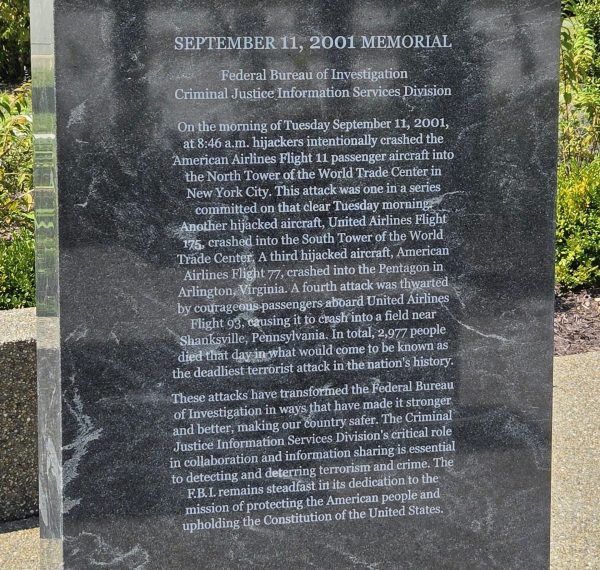 SEPTEMBER 11, 2001 MEMORIAL
Federal Bureau of Investigation
Criminal Justice Information Services Division
On the morning of Tuesday September 11, 2001,
at 8:46 a.m. hijackers intentionally crashed the
American Airlines Flight 11 passenger aircraft into
the North Tower of the World Trade Center in
New York City. This attack was one in a series
committed on that clear Tuesday morning.
Another hijacked aircraft, United Airlines Flight
175, crashed into the South Tower of the World
Trade Center. A third hijacked aircraft, American
Airlines Flight 77, crashed into the Pentagon in
Arlington, Virginia. A fourth attack was thwarted
by courageous passengers aboard United Airlines
Flight 93, causing it to crash into a field near
Shanksville, Pennsylvania. In total, 2,977 people
died that day in what would come to be known as
the deadliest terrorist attack in the nation's history.
These attacks have transformed the Federal Bureau
of Investigation in ways that have made it stronger
and better, making our country safer. The Criminal
Justice Information Services Division's critical role
in collaboration and information sharing is essential
to detecting and deterring terrorism and crime. The
F.B.I. remains steadfast in its dedication to the
mission of protecting the American people and
upholding the Constitution of the United States.